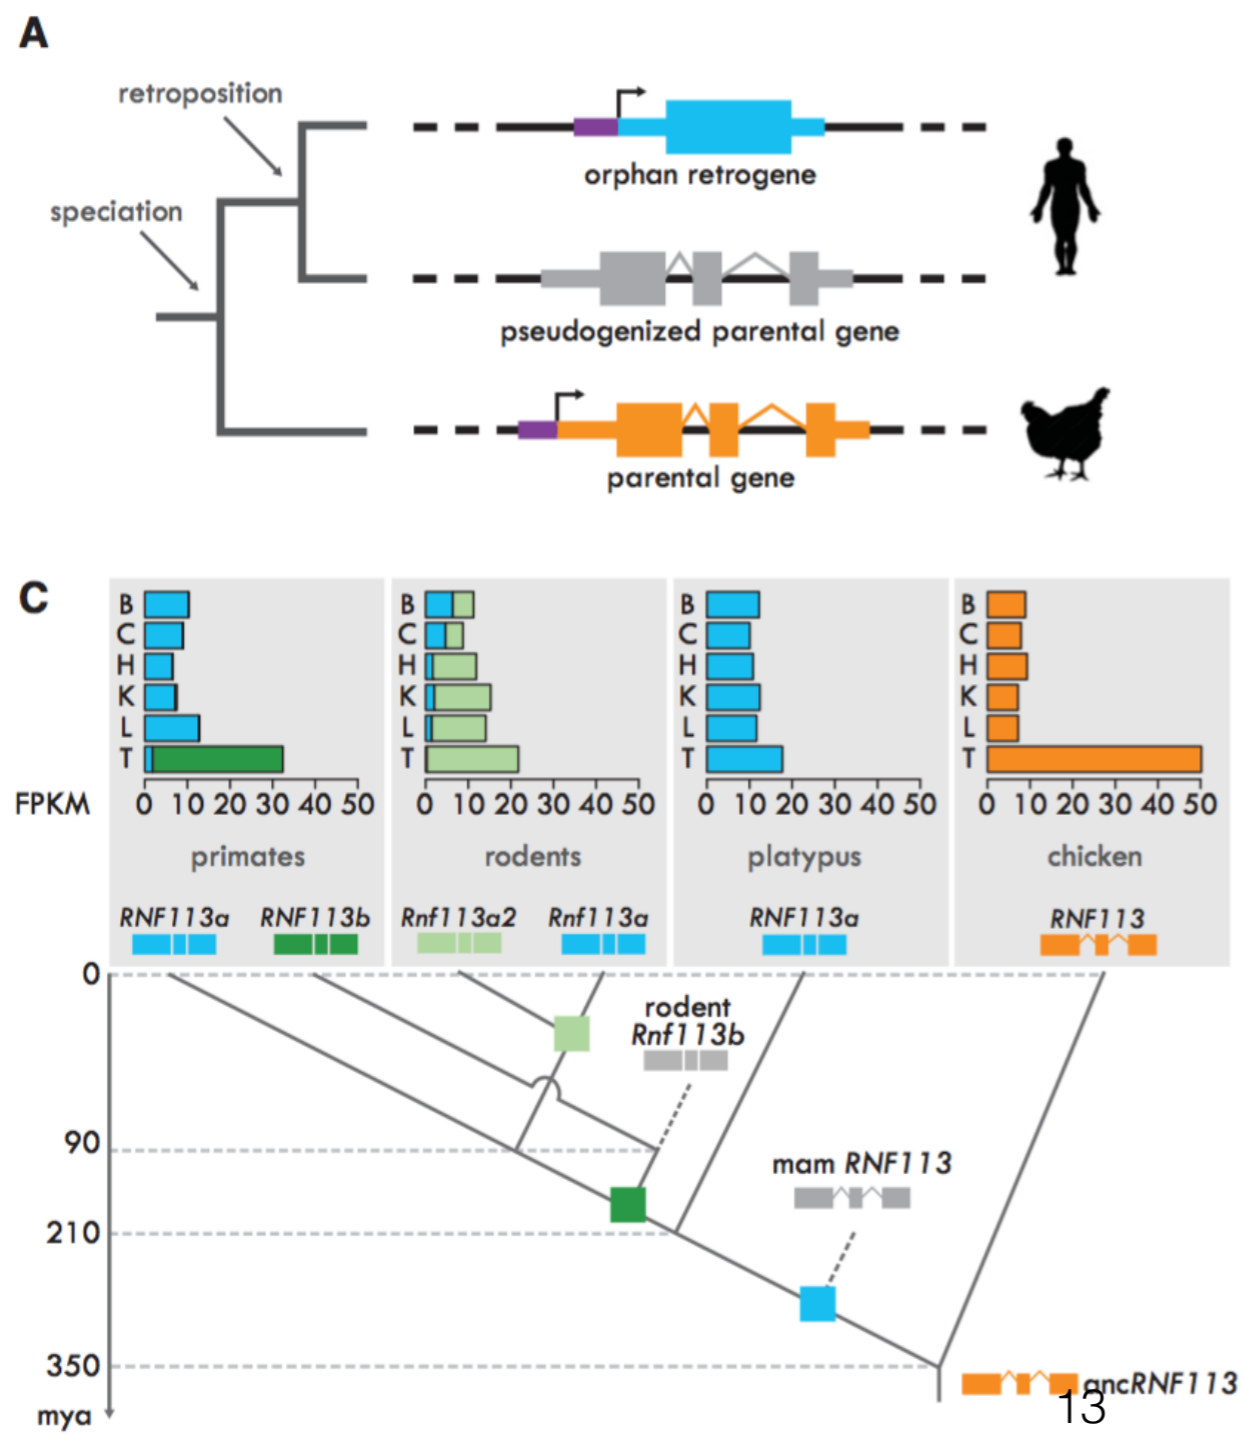 A
retroposition
speciation
orphan retrogene
pseudogenized parental gene
parental gene
C
B B B B
C C C C
H H H H
K K K K
L L L L
T T T T
FPKM 0 10 20 30 40 50 0 10 20 30 40 50 0 10 20 30 40 50 0 10 20 30 40 50
primates rodents platypus chicken
RNF113a RNF113b Rnf113a2 Rnf113a RNF113a RNF113
0
rodent
Rnf113b
90
mam RNF113
210
350
ancRNF113
mya
13